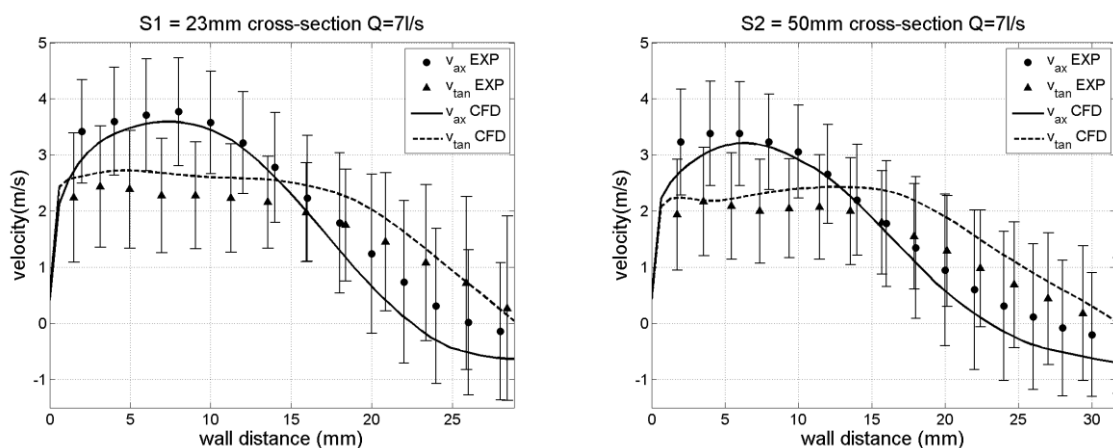 S1 = 23mm cross-section Q=7l/s
5
4
3
2
1
0
-1
velocity(m/s)
0 5 10 15 20 25
wall distance (mm)
v_ax EXP
v_tan EXP
v_ax CFD
v_tan CFD
S2 = 50mm cross-section Q=7l/s
5
4
3
2
1
0
-1
velocity (m/s)
0 5 10 15 20 25 30
wall distance (mm)
v_ax EXP
v_tan EXP
v_ax CFD
v_tan CFD